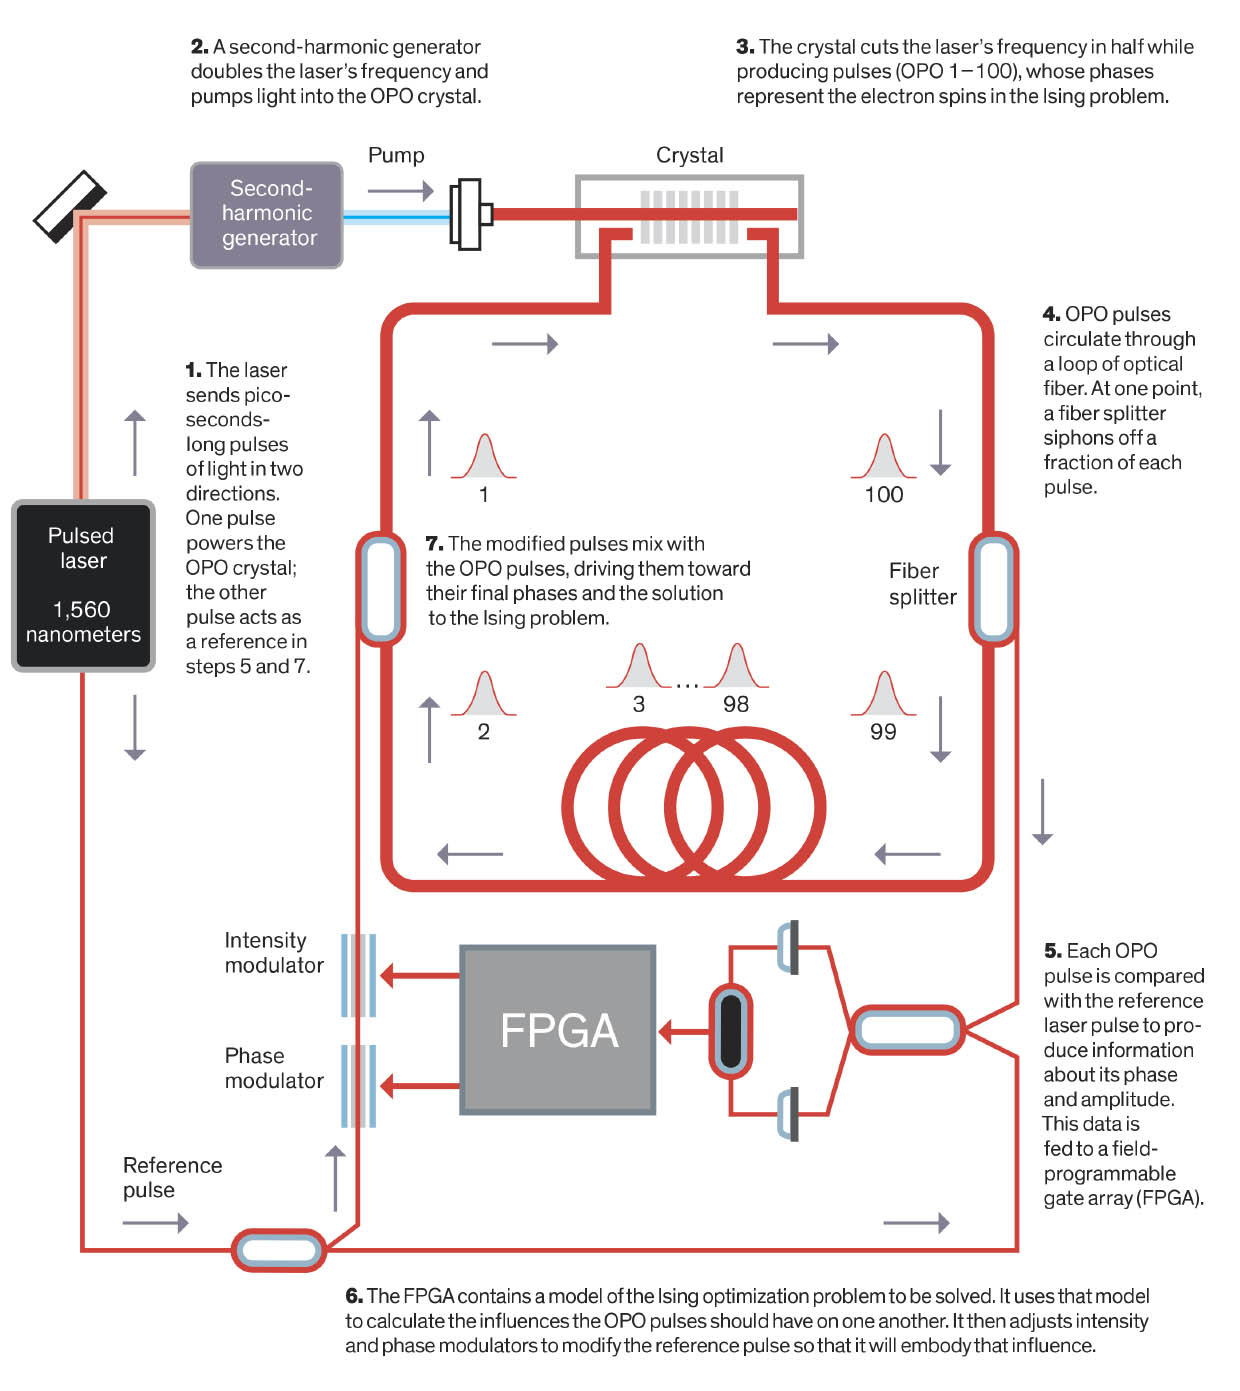 2. A second-harmonic generator
doubles the laser's frequency and
pumps light into the OPO crystal.
3. The crystal cuts the laser's frequency in half while
producing pulses (OPO 1–100), whose phases
represent the electron spins in the Ising problem.
Pump
Crystal
Second-
harmonic
generator
4. OPO pulses
circulate through
a loop of optical
fiber. At one point,
a fiber splitter
siphons off a
fraction of each
pulse.
1. The laser
sends pico-
seconds-
long pulses
of light in two
directions.
One pulse
powers the
OPO crystal;
the other
pulse acts as
a reference in
steps 5 and 7.
1
100
Pulsed
laser
1,560
nanometers
7. The modified pulses mix with
the OPO pulses, driving them toward
their final phases and the solution
to the Ising problem.
Fiber
splitter
2
3
...
98
99
Intensity
modulator
Phase
modulator
FPGA
5. Each OPO
pulse is compared
with the reference
laser pulse to pro-
duce information
about its phase
and amplitude.
This data is
fed to a field-
programmable
gate array (FPGA).
Reference
pulse
6. The FPGA contains a model of the Ising optimization problem to be solved. It uses that model
to calculate the influences the OPO pulses should have on one another. It then adjusts intensity
and phase modulators to modify the reference pulse so that it will embody that influence.